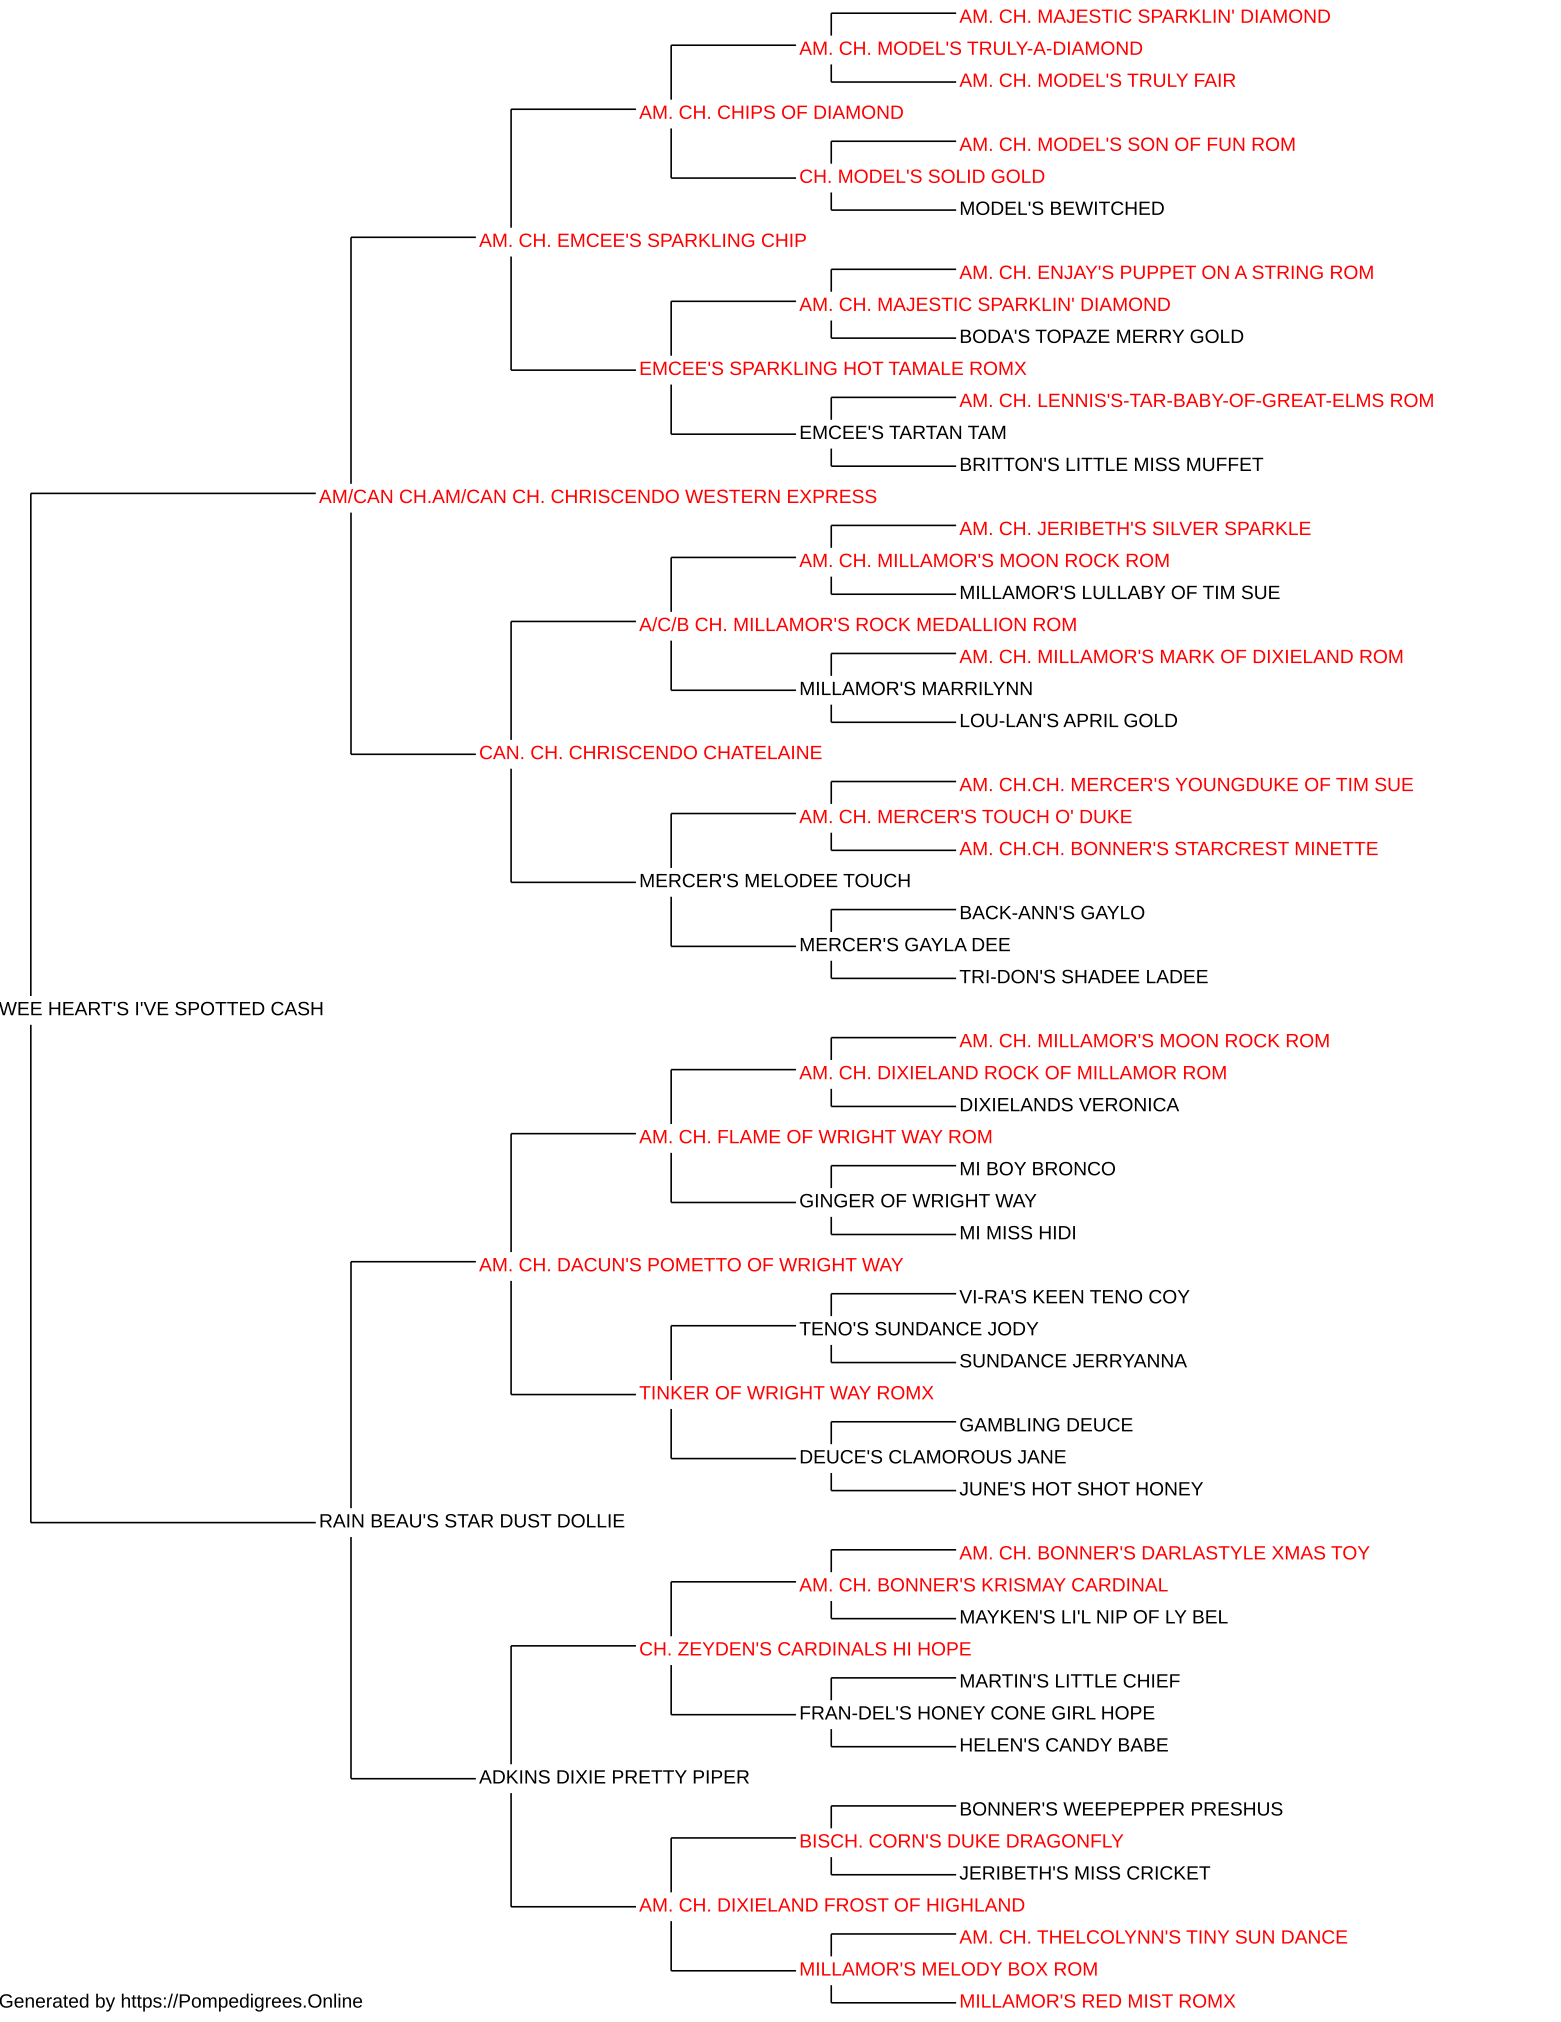 AM. CH. MAJESTIC SPARKLIN' DIAMOND
AM. CH. MODEL'S TRULY-A-DIAMOND
AM. CH. MODEL'S TRULY FAIR
AM. CH. CHIPS OF DIAMOND
AM. CH. MODEL'S SON OF FUN ROM
CH. MODEL'S SOLID GOLD
MODEL'S BEWITCHED
AM. CH. EMCEE'S SPARKLING CHIP
AM. CH. ENJAY'S PUPPET ON A STRING ROM
AM. CH. MAJESTIC SPARKLIN' DIAMOND
BODA'S TOPAZE MERRY GOLD
EMCEE'S SPARKLING HOT TAMALE ROMX
AM. CH. LENNIS'S-TAR-BABY-OF-GREAT-ELMS ROM
EMCEE'S TARTAN TAM
BRITTON'S LITTLE MISS MUFFET
AM/CAN CH.AM/CAN CH. CHRISCENDO WESTERN EXPRESS
AM. CH. JERIBETH'S SILVER SPARKLE
AM. CH. MILLAMOR'S MOON ROCK ROM
MILLAMOR'S LULLABY OF TIM SUE
A/C/B CH. MILLAMOR'S ROCK MEDALLION ROM
AM. CH. MILLAMOR'S MARK OF DIXIELAND ROM
MILLAMOR'S MARRILYNN
LOU-LAN'S APRIL GOLD
CAN. CH. CHRISCENDO CHATELAINE
AM. CH.CH. MERCER'S YOUNGDUKE OF TIM SUE
AM. CH. MERCER'S TOUCH O' DUKE
AM. CH.CH. BONNER'S STARCREST MINETTE
MERCER'S MELODEE TOUCH
BACK-ANN'S GAYLO
MERCER'S GAYLA DEE
TRI-DON'S SHADEE LADEE
WEE HEART'S I'VE SPOTTED CASH
AM. CH. MILLAMOR'S MOON ROCK ROM
AM. CH. DIXIELAND ROCK OF MILLAMOR ROM
DIXIELANDS VERONICA
AM. CH. FLAME OF WRIGHT WAY ROM
MI BOY BRONCO
GINGER OF WRIGHT WAY
MI MISS HIDI
AM. CH. DACUN'S POMETTO OF WRIGHT WAY
VI-RA'S KEEN TENO COY
TENO'S SUNDANCE JODY
SUNDANCE JERRYANNA
TINKER OF WRIGHT WAY ROMX
GAMBLING DEUCE
DEUCE'S CLAMOROUS JANE
JUNE'S HOT SHOT HONEY
RAIN BEAU'S STAR DUST DOLLIE
AM. CH. BONNER'S DARLASTYLE XMAS TOY
AM. CH. BONNER'S KRISMAY CARDINAL
MAYKEN'S LI'L NIP OF LY BEL
CH. ZEYDEN'S CARDINALS HI HOPE
MARTIN'S LITTLE CHIEF
FRAN-DEL'S HONEY CONE GIRL HOPE
HELEN'S CANDY BABE
ADKINS DIXIE PRETTY PIPER
BONNER'S WEEPEPPER PRESHUS
BISCH. CORN'S DUKE DRAGONFLY
JERIBETH'S MISS CRICKET
AM. CH. DIXIELAND FROST OF HIGHLAND
AM. CH. THELCOLYNN'S TINY SUN DANCE
MILLAMOR'S MELODY BOX ROM
MILLAMOR'S RED MIST ROMX
Generated by https://Pompedigrees.Online